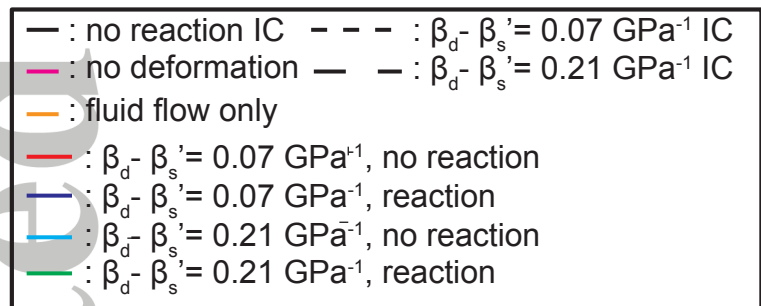 : no reaction IC : β_d- β_s'= 0.07 GPa⁻¹ IC
: no deformation : β_d- β_s'= 0.21 GPa⁻¹ IC
: fluid flow only
: β_d- β_s'= 0.07 GPa⁻¹, no reaction
: β_d- β_s'= 0.07 GPa⁻¹, reaction
: β_d- β_s'= 0.21 GPa⁻¹, no reaction
: β_d- β_s'= 0.21 GPa⁻¹, reaction